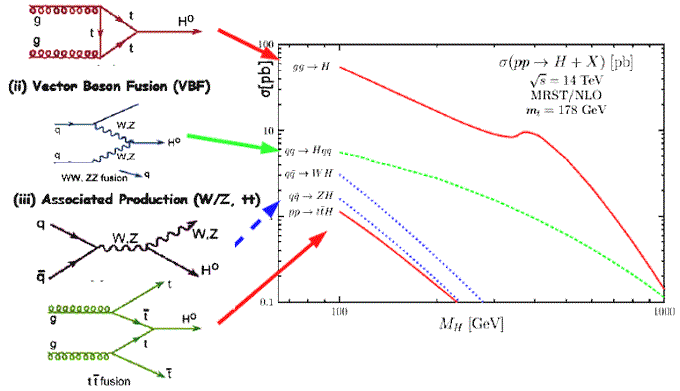 g
g
t
t
t
H⁰
(ii) Vector Boson Fusion (VBF)
q
q
W,Z
W,Z
H⁰
q
WW, ZZ fusion
(iii) Associated Production (W/Z, tt)
q
q̄
W,Z
W,Z
H⁰
g
g
t
t̄
t
H⁰
t̄
t t̄ fusion
σ[pb]
100
10
1
0.1
gg → H
qq → Hqq
qq̄ → WH
qq̄ → ZH
pp → tt̄H
σ(pp → H + X) [pb]
√s = 14 TeV
MRST/NLO
mₜ = 178 GeV
100
1000
M_H [GeV]